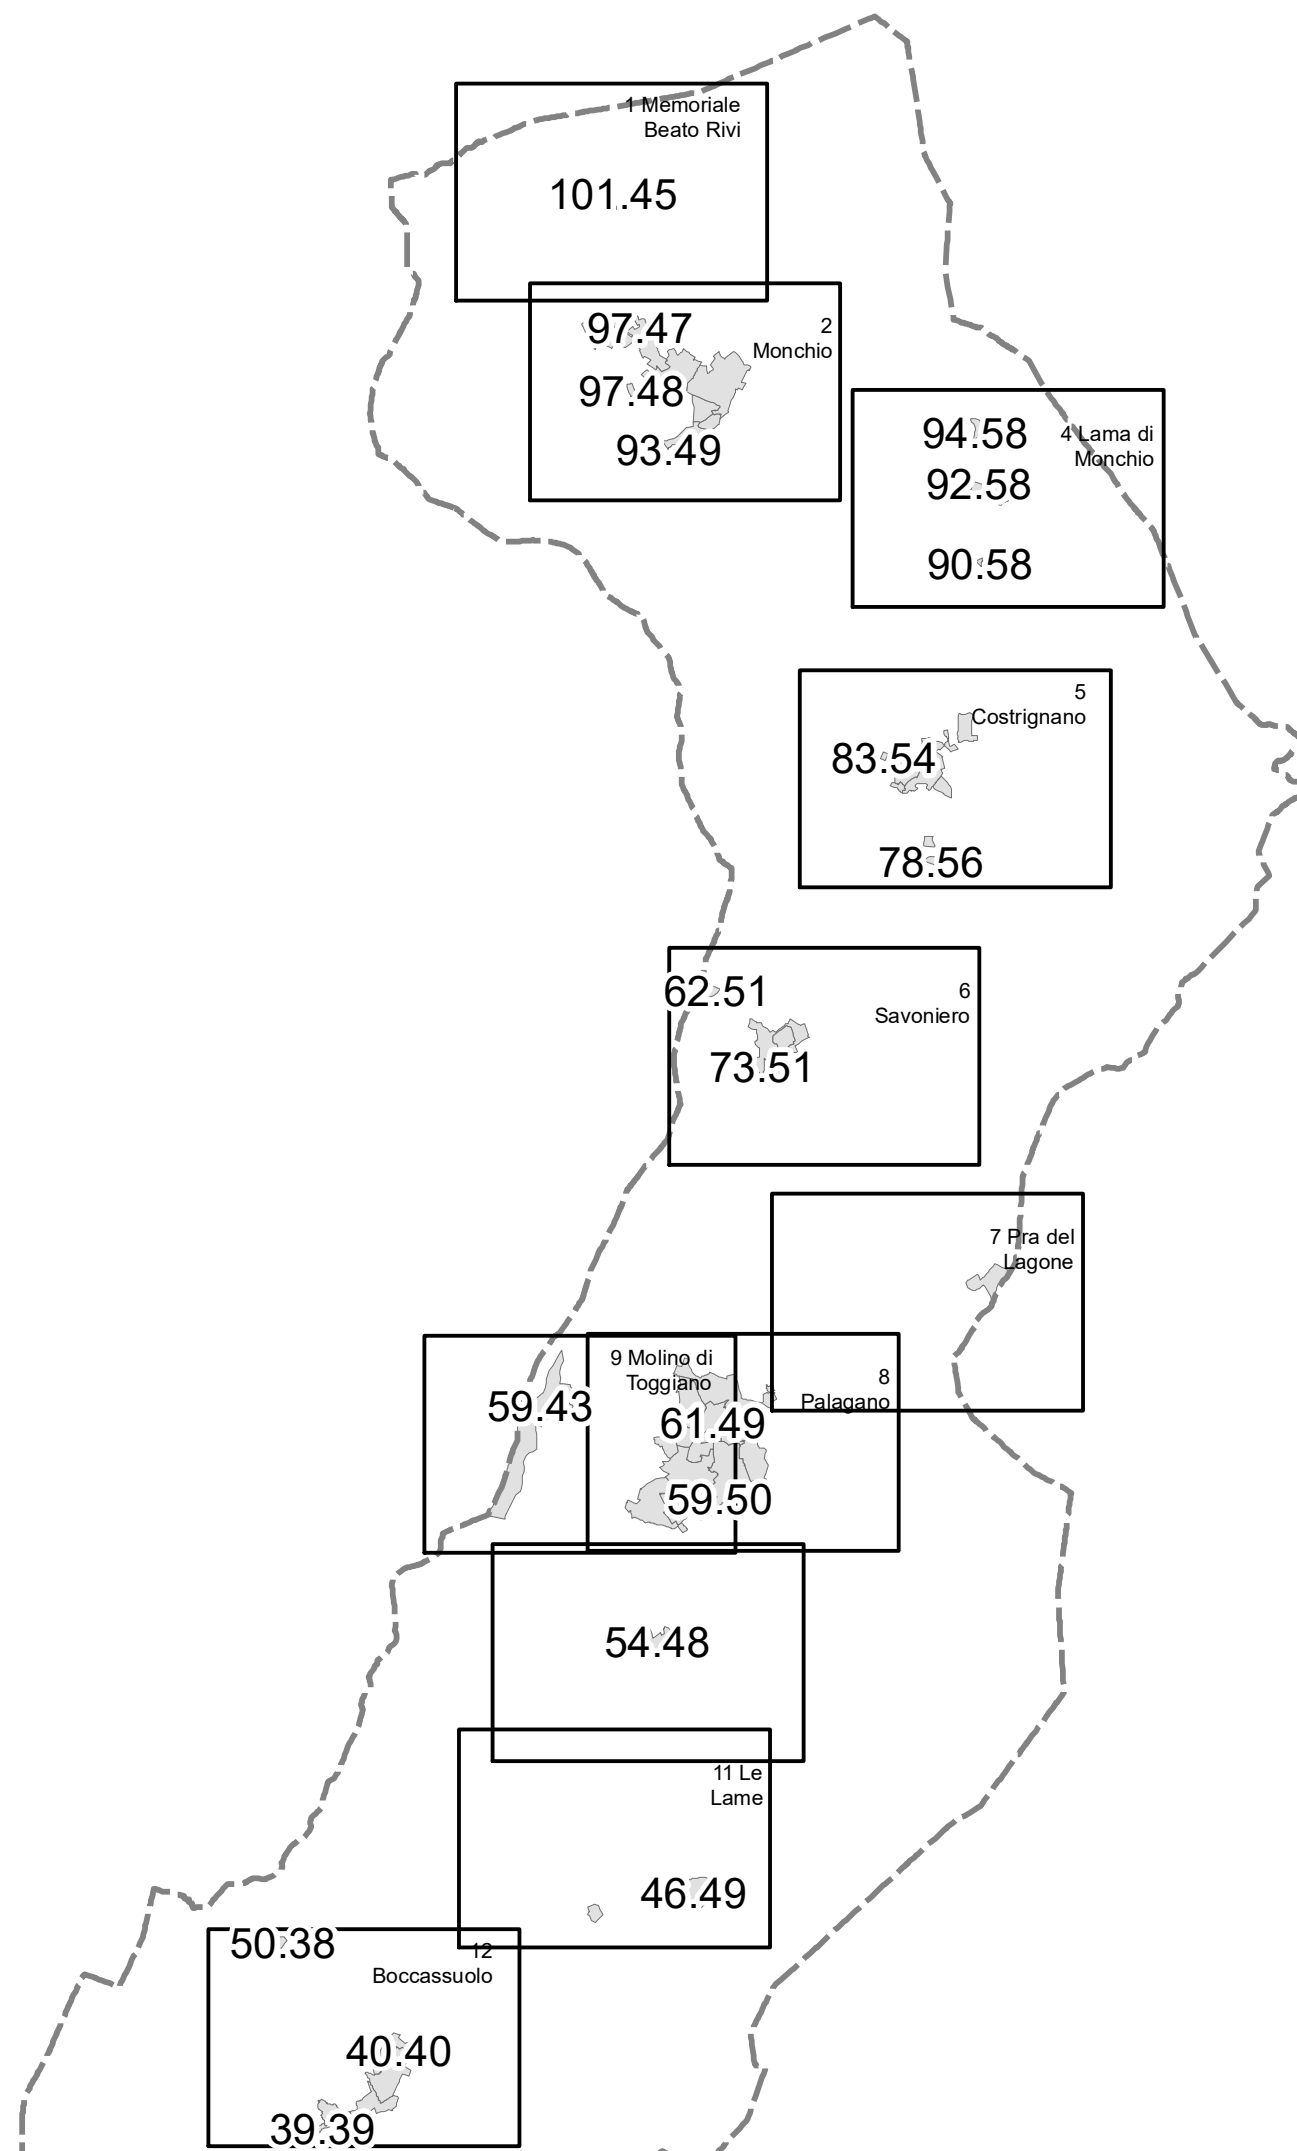 1 Memoriale
Beato Rivi
101.45
97.47
2
Monchio
97.48
93.49
94.58
4 Lama di
Monchio
92.58
90.58
5
Costrignano
83.54
78.56
62.51
6
Savoniero
73.51
7 Pra del
Lagone
9 Molino di
Toggiano
8
Palagano
59.43
61.49
59.50
54.48
11 Le
Lame
46.49
50.38
12
Boccassuolo
40.40
39.39